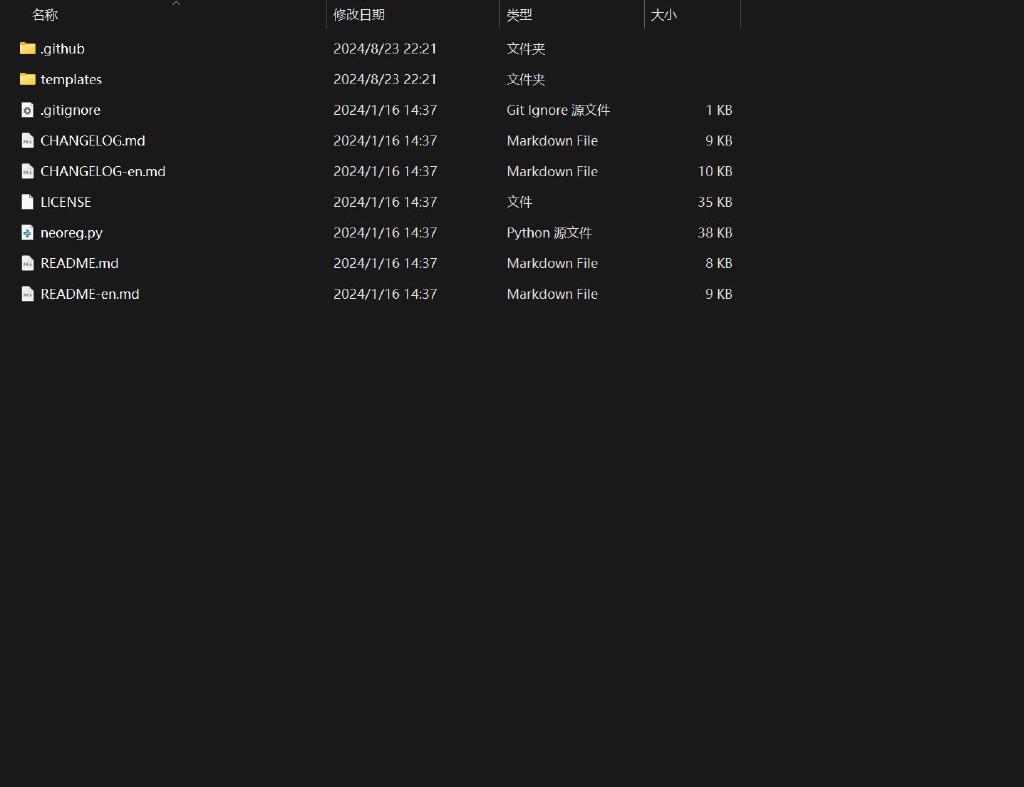 名称 修改日期 类型 大小
.github 2024/8/23 22:21 文件夹
templates 2024/8/23 22:21 文件夹
.gitignore 2024/1/16 14:37 Git Ignore 源文件 1 KB
CHANGELOG.md 2024/1/16 14:37 Markdown File 9 KB
CHANGELOG-en.md 2024/1/16 14:37 Markdown File 10 KB
LICENSE 2024/1/16 14:37 文件 35 KB
neoreg.py 2024/1/16 14:37 Python 源文件 38 KB
README.md 2024/1/16 14:37 Markdown File 8 KB
README-en.md 2024/1/16 14:37 Markdown File 9 KB